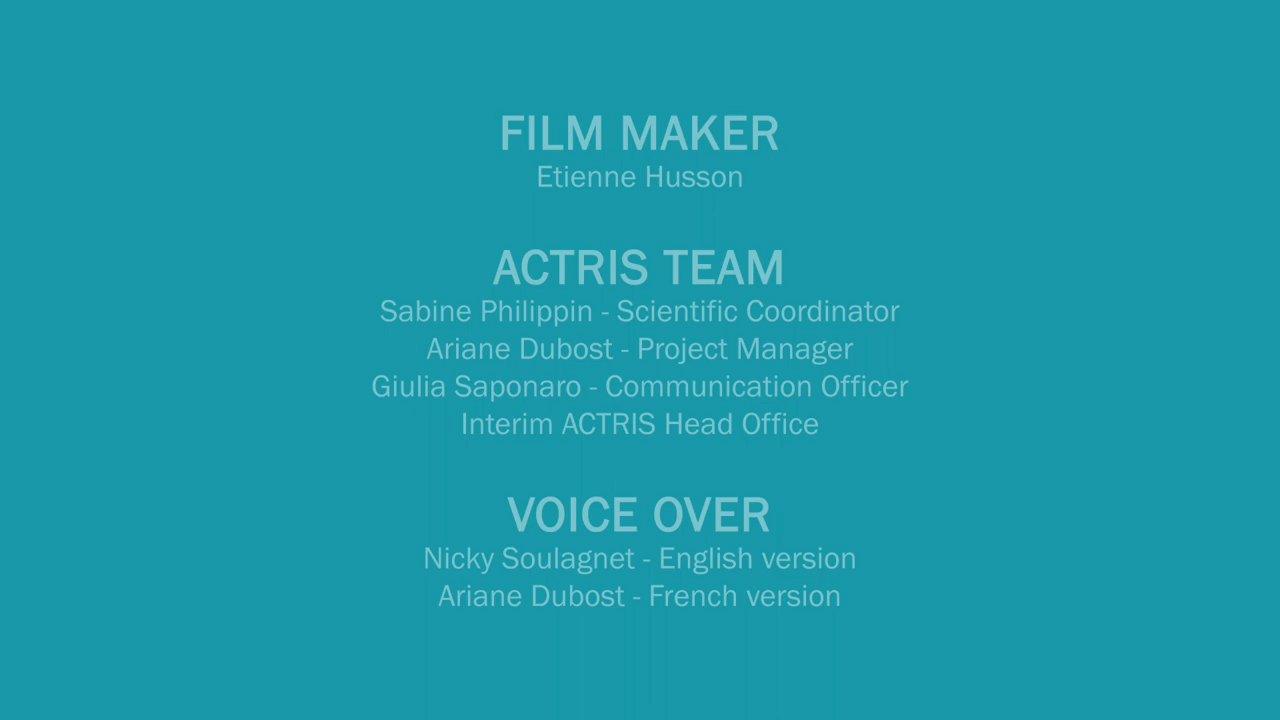 FILM MAKER
Etienne Husson
ACTRIS TEAM
Sabine Philippin - Scientific Coordinator
Ariane Dubost - Project Manager
Giulia Saponaro - Communication Officer
Interim ACTRIS Head Office
VOICE OVER
Nicky Soulagnet - English version
Ariane Dubost - French version